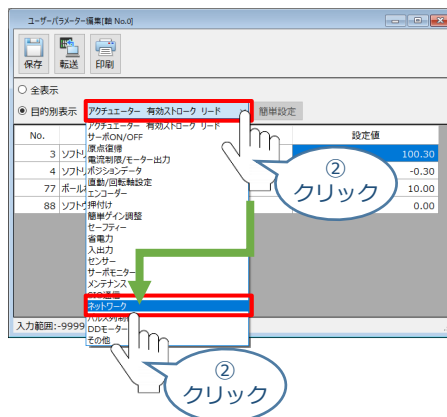 ユーザーパラメーター編集[軸 No.0]
保存 転送 印刷
全表示
目的別表示 アクチュエーター 有効ストローク リード 簡単設定
No. 設定値
3 ソフトリ 100.30
4 ソフトリ -0.30
77 ボール 10.00
88 ソフトウ 0.00
アクチュエーター 有効ストローク リード
サーボON/OFF
原点復帰
電流制限/モーター出力
ポジションデータ
直動/回転軸設定
エンコーダー
押付け
簡単ゲイン調整
セーフティー
省電力
入出力
センサー
サーボモニター
メンテナンス
ネットワーク
DDモーター
その他
入力範囲:-9999
②
クリック
②
クリック